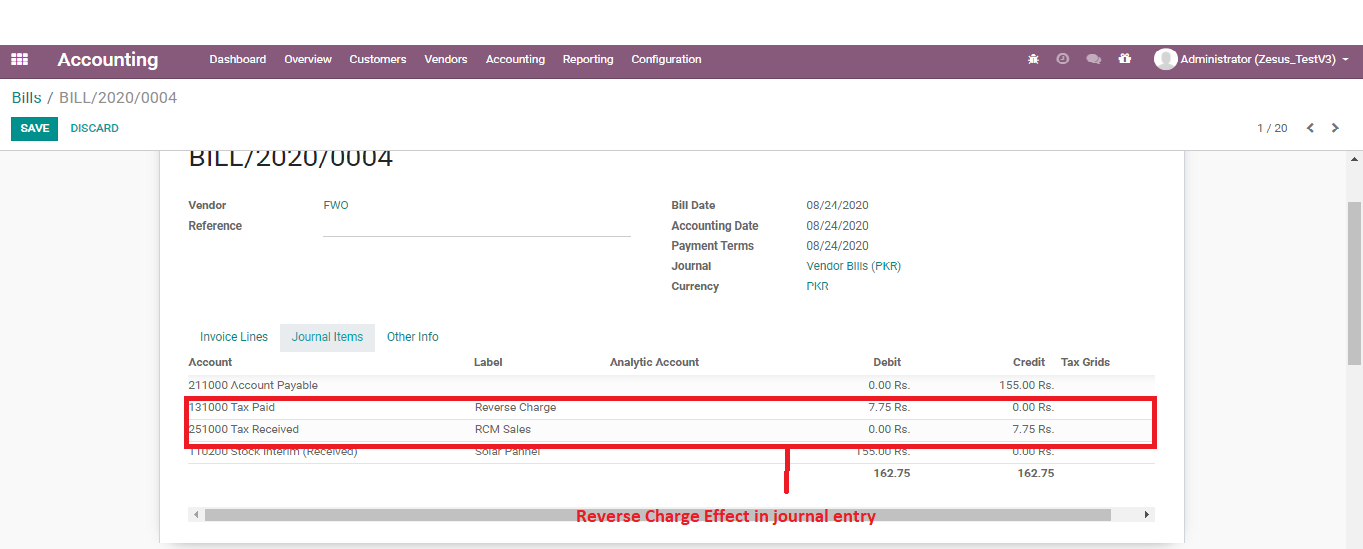 Accounting Dashboard Overview Customers Vendors Accounting Reporting Configuration Administrator (Zesus_TestV3)
Bills / BILL/2020/0004
SAVE DISCARD 1 / 20
BILL/2020/0004
Vendor FWO Bill Date 08/24/2020
Reference Accounting Date 08/24/2020
Payment Terms 08/24/2020
Journal Vendor Bills (PKR)
Currency PKR
Invoice Lines Journal Items Other Info
Account Label Analytic Account Debit Credit Tax Grids
211000 Account Payable 0.00 Rs. 155.00 Rs.
131000 Tax Paid Reverse Charge 7.75 Rs. 0.00 Rs.
251000 Tax Received RCM Sales 0.00 Rs. 7.75 Rs.
110200 Stock Interim (Received) Solar Pannel 155.00 Rs. 0.00 Rs.
162.75 162.75
Reverse Charge Effect in journal entry